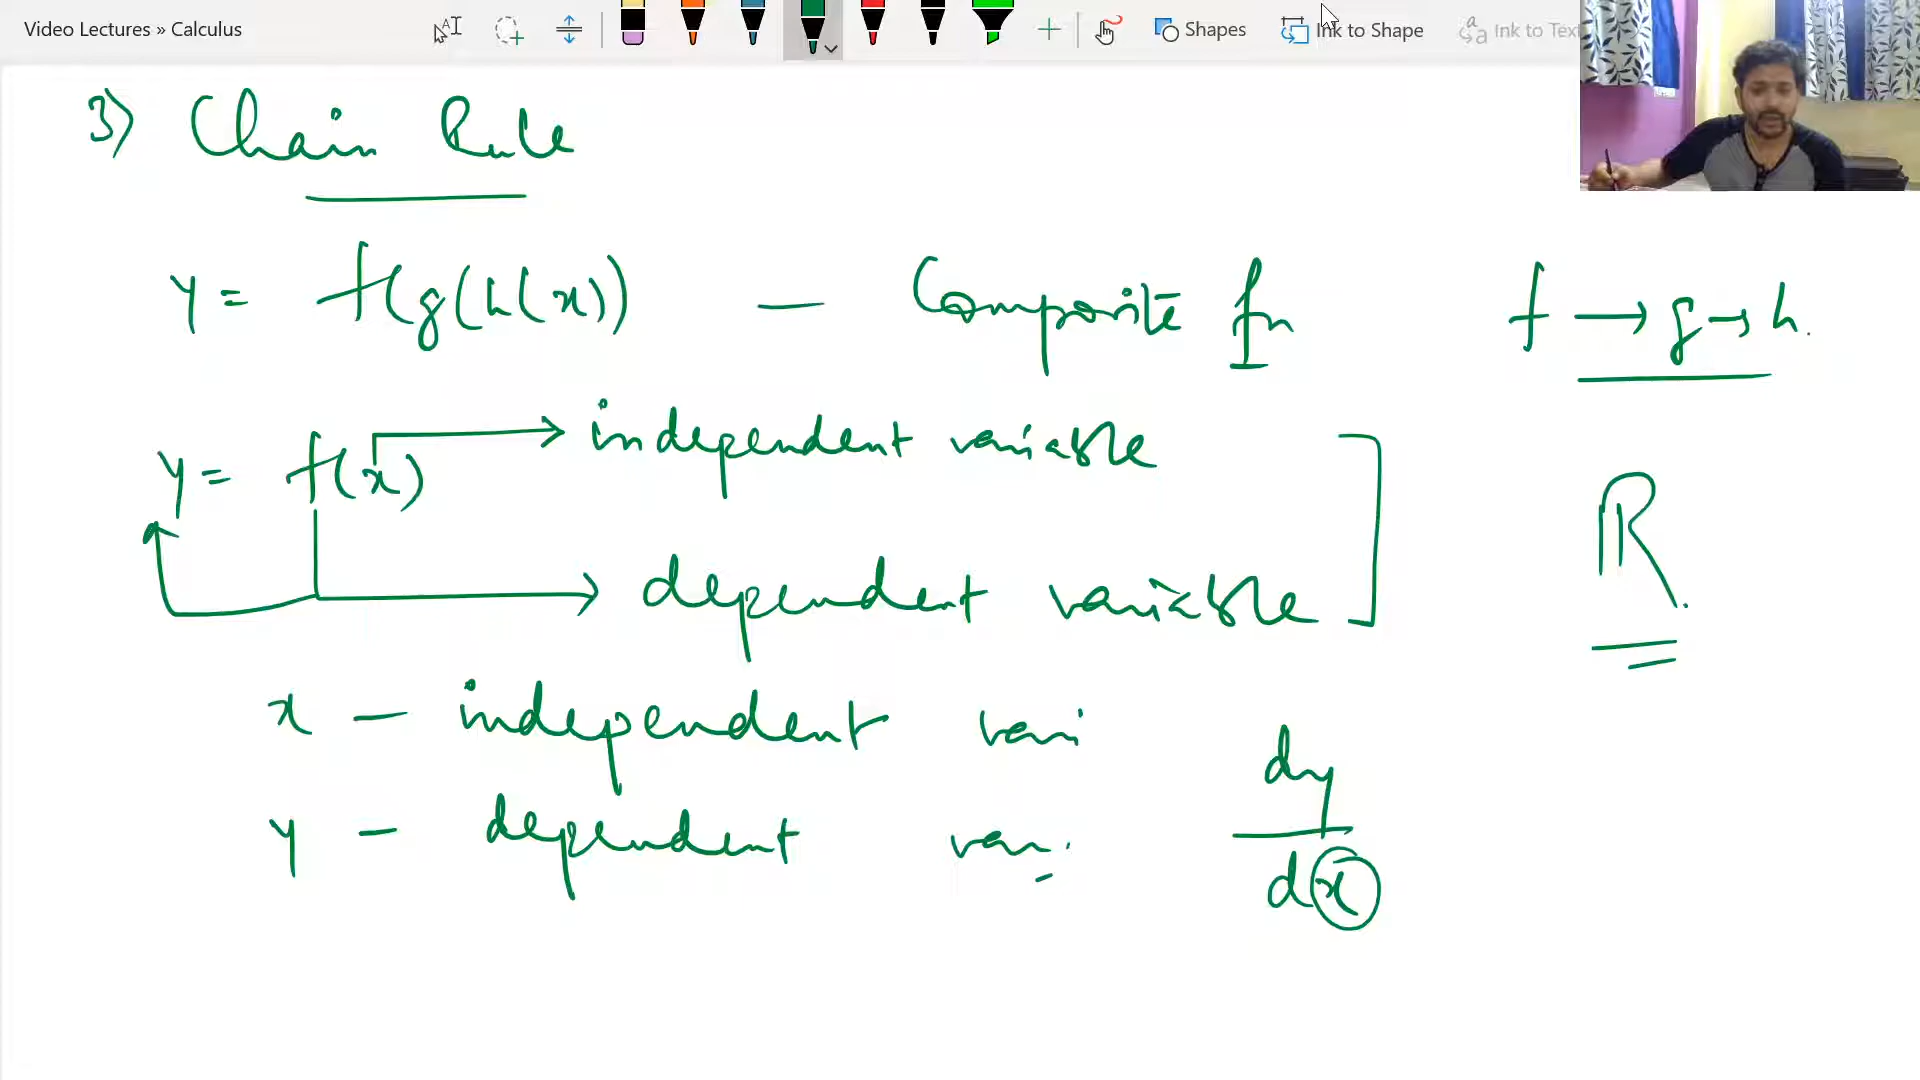 Video Lectures » Calculus
Shapes
Ink to Shape
Ink to Tex
3) Chain Rule
y = f(g(h(x)) — Composite fn f → g → h.
y = f(x) → independent variable
→ dependent variable
ℝ.
x — independent vari
y — dependent var.
dy
dx